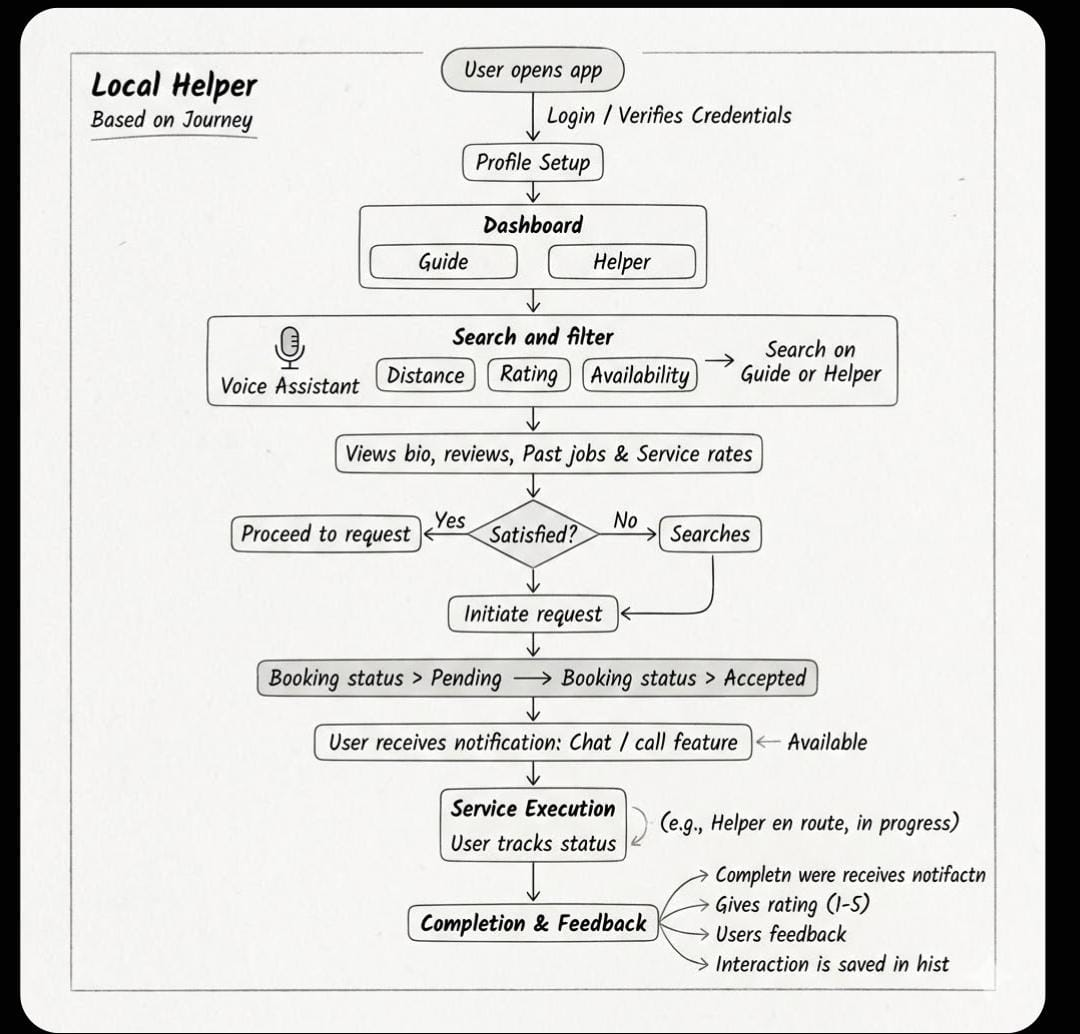 Local Helper
Based on Journey
User opens app
Login / Verifies Credentials
Profile Setup
Dashboard
Guide
Helper
Search and filter
Voice Assistant
Distance
Rating
Availability
Search on
Guide or Helper
Views bio, reviews, Past jobs & Service rates
Proceed to request
Yes
Satisfied?
No
Searches
Initiate request
Booking status > Pending
Booking status > Accepted
User receives notification: Chat / call feature
Available
Service Execution
User tracks status
(e.g., Helper en route, in progress)
Completion & Feedback
Completn were receives notifactn
Gives rating (1-5)
Users feedback
Interaction is saved in hist